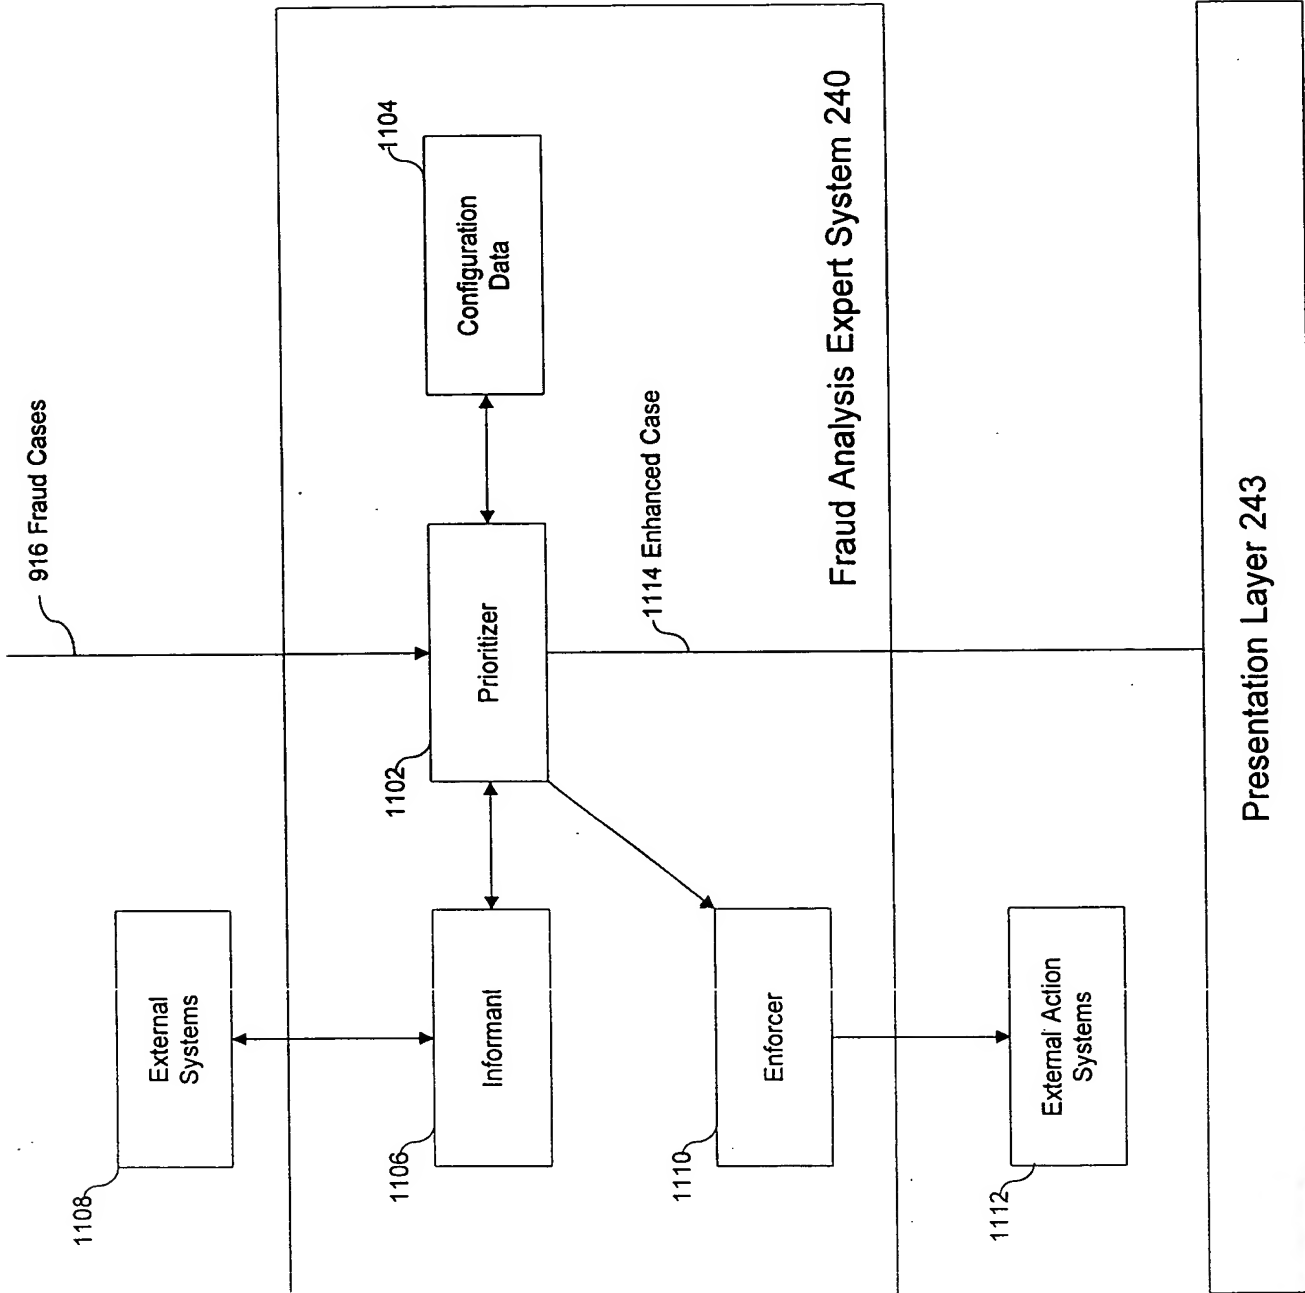 916 Fraud Cases
1108
External
Systems
1106
Informant
1102
Prioritizer
1104
Configuration
Data
1114 Enhanced Case
1110
Enforcer
Fraud Analysis Expert System 240
1112
External Action
Systems
Presentation Layer 243